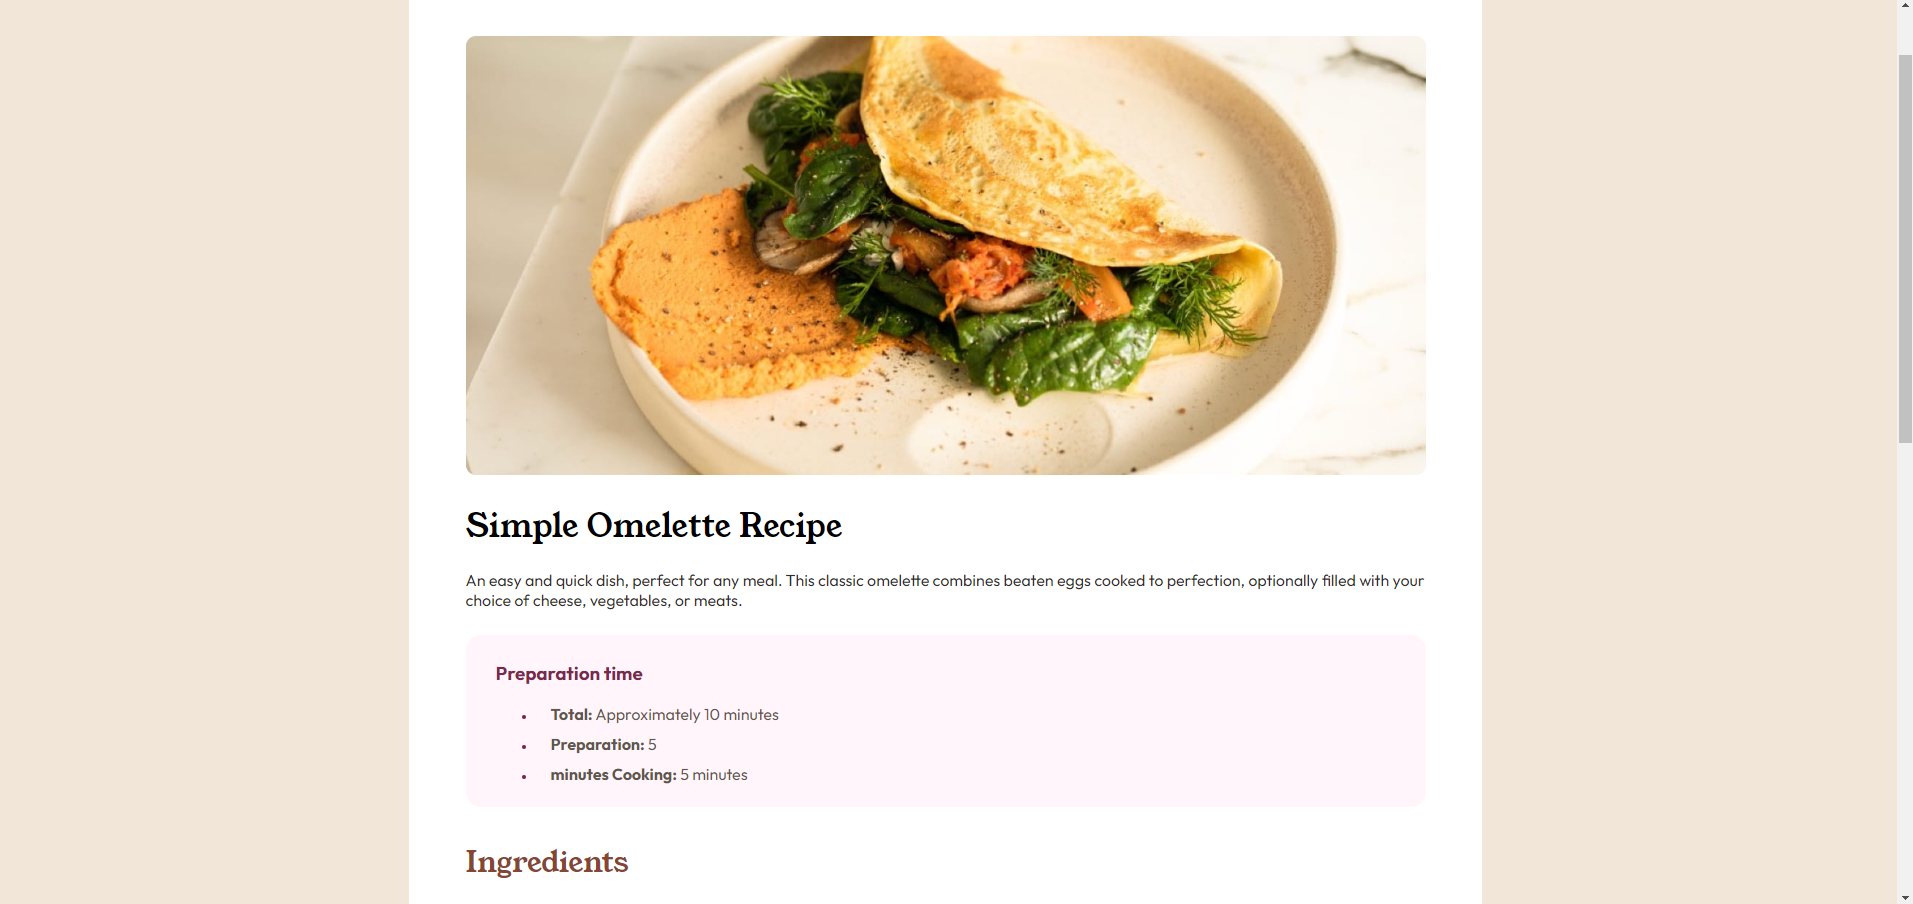 Simple Omelette Recipe
An easy and quick dish, perfect for any meal. This classic omelette combines beaten eggs cooked to perfection, optionally filled with your
choice of cheese, vegetables, or meats.
Preparation time
• Total: Approximately 10 minutes
• Preparation: 5
• minutes Cooking: 5 minutes
Ingredients